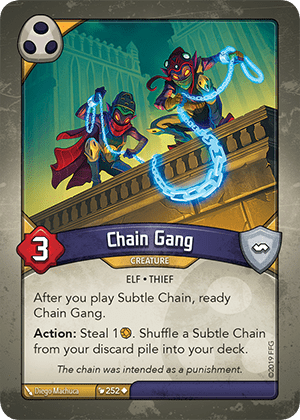 3
Chain Gang
CREATURE
ELF • THIEF
After you play Subtle Chain, ready
Chain Gang.
Action: Steal 1. Shuffle a Subtle Chain
from your discard pile into your deck.
The chain was intended as a punishment.
Diego Machuca
252
©2019 FFG